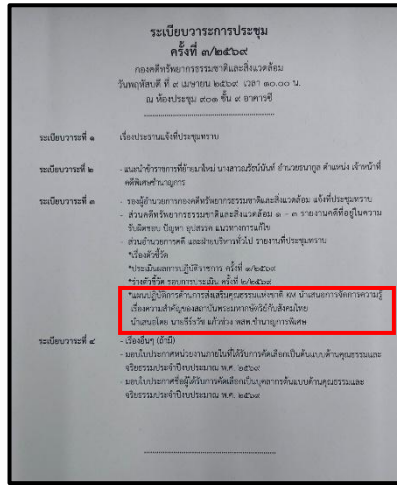 ระเบียบวาระการประชุม
ครั้งที่ ๓/๒๕๖๙
กองคดีทรัพยากรธรรมชาติและสิ่งแวดล้อม
วันพฤหัสบดี ที่ ๙ เมษายน ๒๕๖๙ เวลา ๑๐.๐๐ น.
ณ ห้องประชุม ๙๐๑ ชั้น ๙ อาคารซี
ระเบียบวาระที่ ๑ เรื่องประธานแจ้งที่ประชุมทราบ
ระเบียบวาระที่ ๒ - แนะนำข้าราชการที่ย้ายมาใหม่ นางสาวณรัชน์นันท์ อำนวยธนากูล ตำแหน่ง เจ้าหน้าที่
คดีพิเศษชำนาญการ
ระเบียบวาระที่ ๓ - รองผู้อำนวยการกองคดีทรัพยากรธรรมชาติและสิ่งแวดล้อม แจ้งที่ประชุมทราบ
- ส่วนคดีทรัพยากรธรรมชาติและสิ่งแวดล้อม ๑ - ๓ รายงานคดีที่อยู่ในความ
รับผิดชอบ ปัญหา อุปสรรค แนวทางการแก้ไข
- ส่วนอำนวยการคดี และฝ่ายบริหารทั่วไป รายงานที่ประชุมทราบ
*เรื่องตัวชี้วัด
*ประเมินผลการปฏิบัติราชการ ครั้งที่ ๑/๒๕๖๙
*ร่างตัวชี้วัด รอบการประเมิน ครั้งที่ ๒/๒๕๖๙
*แผนปฏิบัติการด้านการส่งเสริมคุณธรรมแห่งชาติ KM นำเสนอการจัดการความรู้
เรื่องความสำคัญของสถาบันพระมหากษัตริย์กับสังคมไทย
นำเสนอโดย นายธีร์ธวัช แก้วช่วง พสพ.ชำนาญการพิเศษ
ระเบียบวาระที่ ๔ - เรื่องอื่นๆ (ถ้ามี)
- มอบใบประกาศหน่วยงานภายในที่ได้รับการคัดเลือกเป็นต้นแบบด้านคุณธรรมและ
จริยธรรมประจำปีงบประมาณ พ.ศ. ๒๕๖๙
- มอบใบประกาศชื่อผู้ได้รับการคัดเลือกเป็นบุคลากรต้นแบบด้านคุณธรรมและ
จริยธรรมประจำปีงบประมาณ พ.ศ. ๒๕๖๙